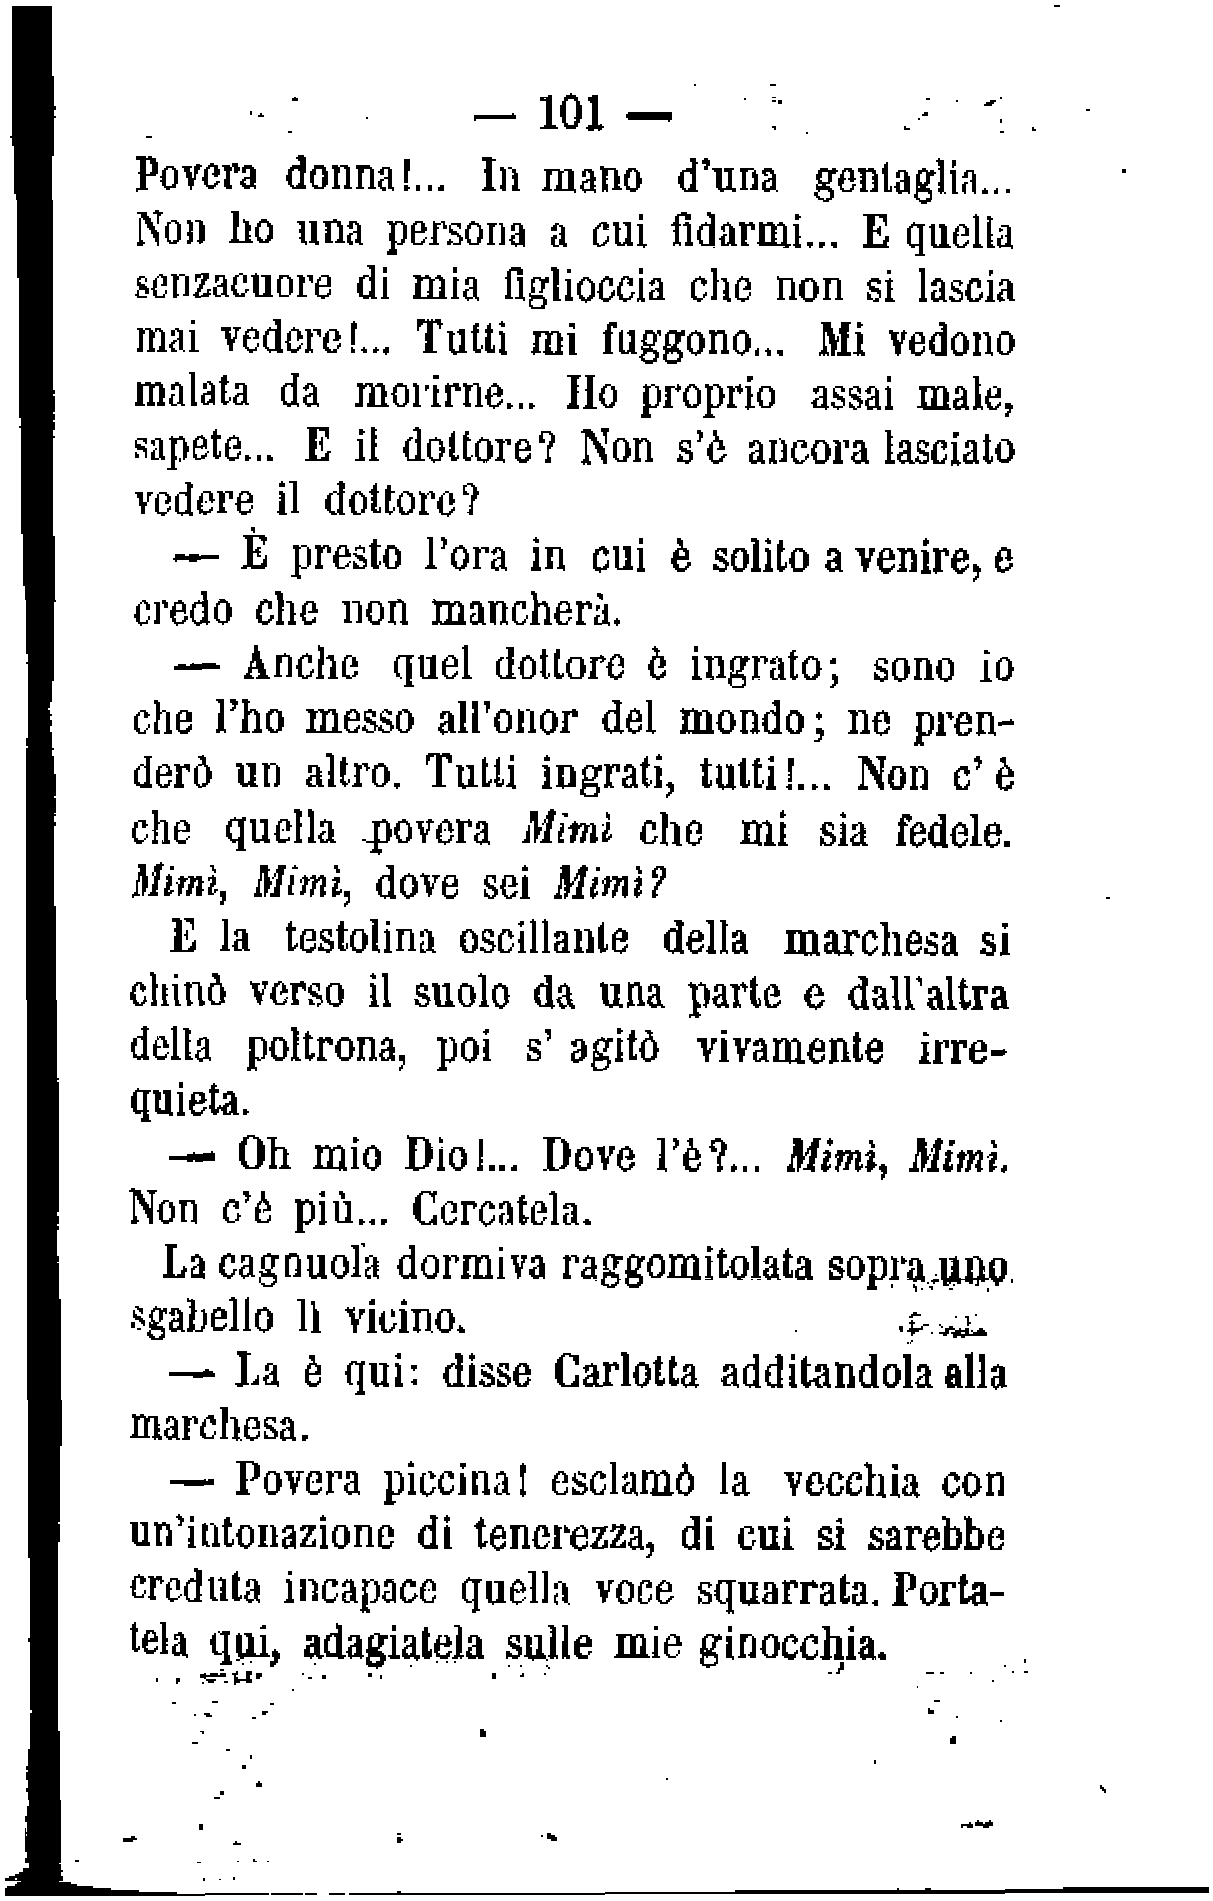 — 101 —
Povera donna!... In mano d'una gentaglia...
Non ho una persona a cui fidarmi... E quella
senzacuore di mia figlioccia che non si lascia
mai vedere!... Tutti mi fuggono... Mi vedono
malata da morirne... Ho proprio assai male,
sapete... E il dottore? Non s'è ancora lasciato
vedere il dottore?
— È presto l'ora in cui è solito a venire, e
credo che non mancherà.
— Anche quel dottore è ingrato; sono io
che l'ho messo all'onor del mondo; ne pren-
derò un altro. Tutti ingrati, tutti!... Non c' è
che quella povera Mimì che mi sia fedele.
Mimì, Mimì, dove sei Mimì?
E la testolina oscillante della marchesa si
chinò verso il suolo da una parte e dall'altra
della poltrona, poi s' agitò vivamente irre-
quieta.
— Oh mio Dio!... Dove l'è?... Mimì, Mimì.
Non c'è più... Cercatela.
La cagnuola dormiva raggomitolata sopra uno
sgabello lì vicino.
— La è qui: disse Carlotta additandola alla
marchesa.
— Povera piccina! esclamò la vecchia con
un'intonazione di tenerezza, di cui si sarebbe
creduta incapace quella voce squarrata. Porta-
tela qui, adagiatela sulle mie ginocchia.